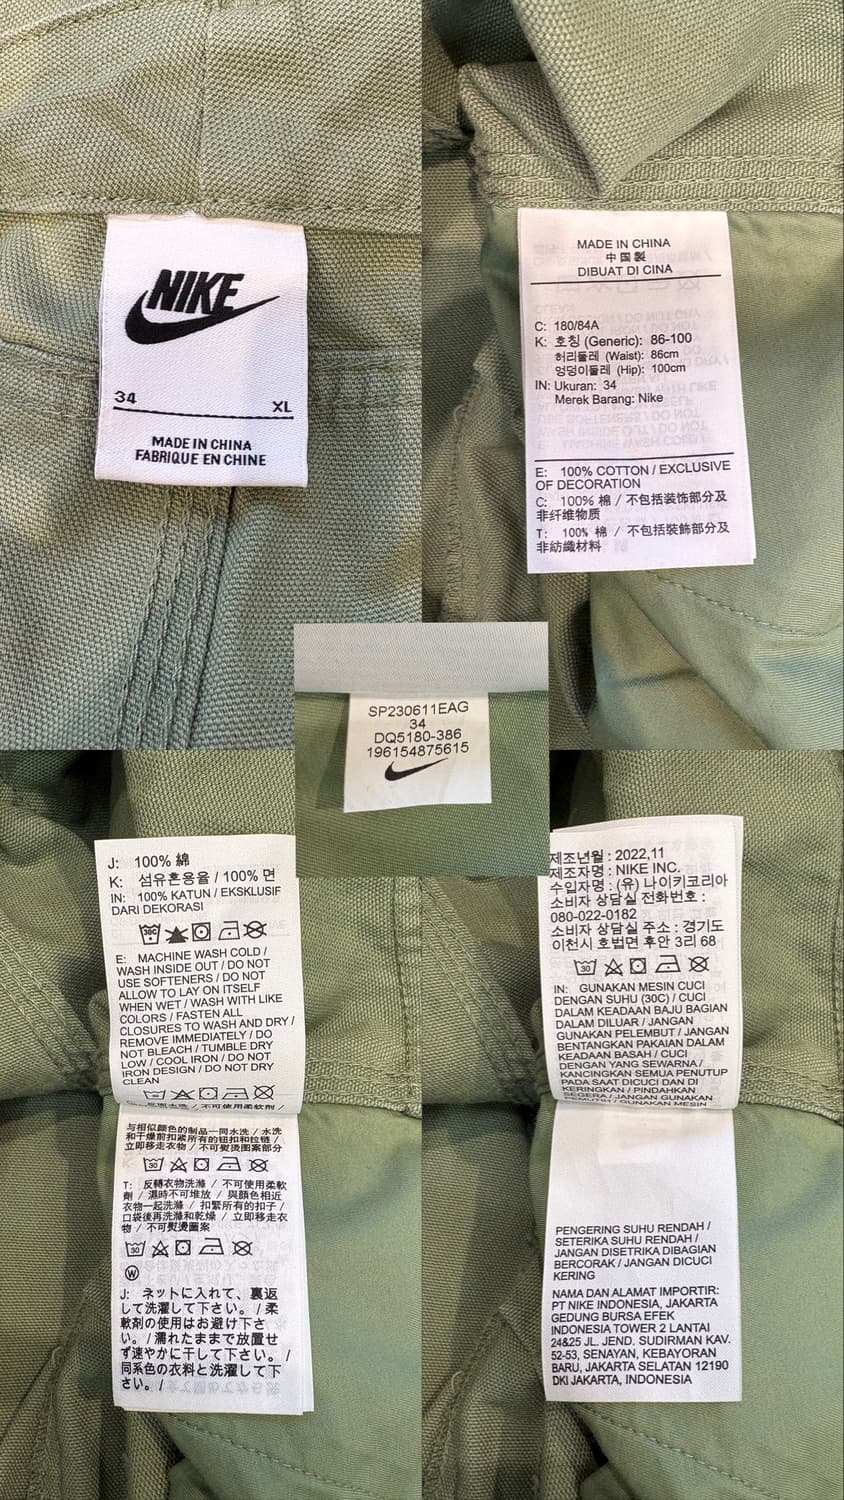 NIKE
34 XL
MADE IN CHINA
FABRIQUE EN CHINE
MADE IN CHINA
中国製
DIBUAT DI CINA
C: 180/84A
K: 호칭 (Generic): 86-100
허리둘레 (Waist): 86cm
엉덩이둘레 (Hip): 100cm
IN: Ukuran: 34
Merek Barang: Nike
E: 100% COTTON / EXCLUSIVE
OF DECORATION
C: 100% 棉 / 不包括装饰部分及
非纤维物质
T: 100% 棉 / 不包括裝飾部分及
非紡織材料
SP230611EAG
34
DQ5180-386
196154875615
J: 100% 綿
K: 섬유혼용율 / 100% 면
IN: 100% KATUN / EKSKLUSIF
DARI DEKORASI
E: MACHINE WASH COLD /
WASH INSIDE OUT / DO NOT
USE SOFTENERS / DO NOT
ALLOW TO LAY ON ITSELF
WHEN WET / WASH WITH LIKE
COLORS / FASTEN ALL
CLOSURES TO WASH AND DRY /
REMOVE IMMEDIATELY / DO
NOT BLEACH / TUMBLE DRY
LOW / COOL IRON / DO NOT
IRON DESIGN / DO NOT DRY
CLEAN
不可使用柔软剂 /
与相似颜色的制品一同水洗 / 水洗
和干燥前扣紧所有的钮扣和拉链 /
立即移走衣物 / 不可熨烫图案部分
30
T: 反轉衣物洗滌 / 不可使用柔軟
劑 / 濕時不可堆放 / 與顏色相近
衣物一起洗滌 / 扣緊所有的扣子 /
口袋後再洗滌和乾燥 / 立即移走衣
物 / 不可熨燙圖案
30
W
J: ネットに入れて、裏返
して洗濯して下さい。 / 柔
軟剤の使用はお避け下さ
い。 / 濡れたままで放置せ
ず速やかに干して下さい。 /
同系色の衣料と洗濯して下
さい。 /
제조년월 : 2022,11
제조자명 : NIKE INC.
수입자명 : (유) 나이키코리아
소비자 상담실 전화번호 :
080-022-0182
소비자 상담실 주소 : 경기도
이천시 호법면 후안 3리 68
30
IN: GUNAKAN MESIN CUCI
DENGAN SUHU (30C) / CUCI
DALAM KEADAAN BAJU BAGIAN
DALAM DILUAR / JANGAN
GUNAKAN PELEMBUT / JANGAN
BENTANGKAN PAKAIAN DALAM
KEADAAN BASAH / CUCI
DENGAN YANG SEWARNA /
KANCINGKAN SEMUA PENUTUP
PADA SAAT DICUCI DAN DI
KERINGKAN / PINDAHKAN
SEGERA / JANGAN GUNAKAN
PEMUTIH / GUNAKAN MESIN
PENGERING SUHU RENDAH /
SETERIKA SUHU RENDAH /
JANGAN DISETRIKA DIBAGIAN
BERCORAK / JANGAN DICUCI
KERING
NAMA DAN ALAMAT IMPORTIR:
PT NIKE INDONESIA, JAKARTA
GEDUNG BURSA EFEK
INDONESIA TOWER 2 LANTAI
24&25 JL. JEND. SUDIRMAN KAV.
52-53, SENAYAN, KEBAYORAN
BARU, JAKARTA SELATAN 12190
DKI JAKARTA, INDONESIA